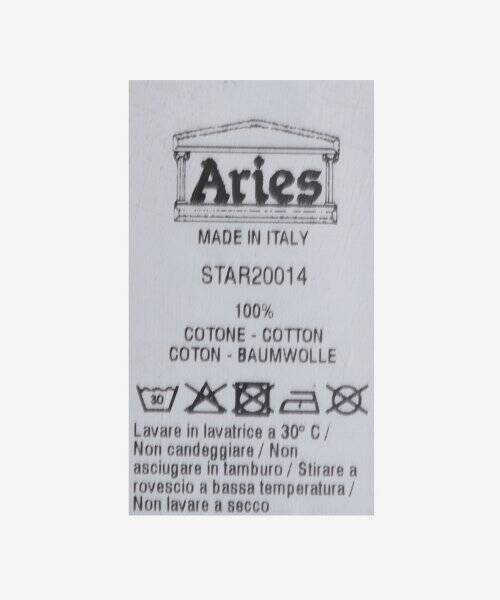 Aries
MADE IN ITALY
STAR20014
100%
COTONE - COTTON
COTON - BAUMWOLLE
30
Lavare in lavatrice a 30° C /
Non candeggiare / Non
asciugare in tamburo / Stirare a
rovescio a bassa temperatura /
Non lavare a secco